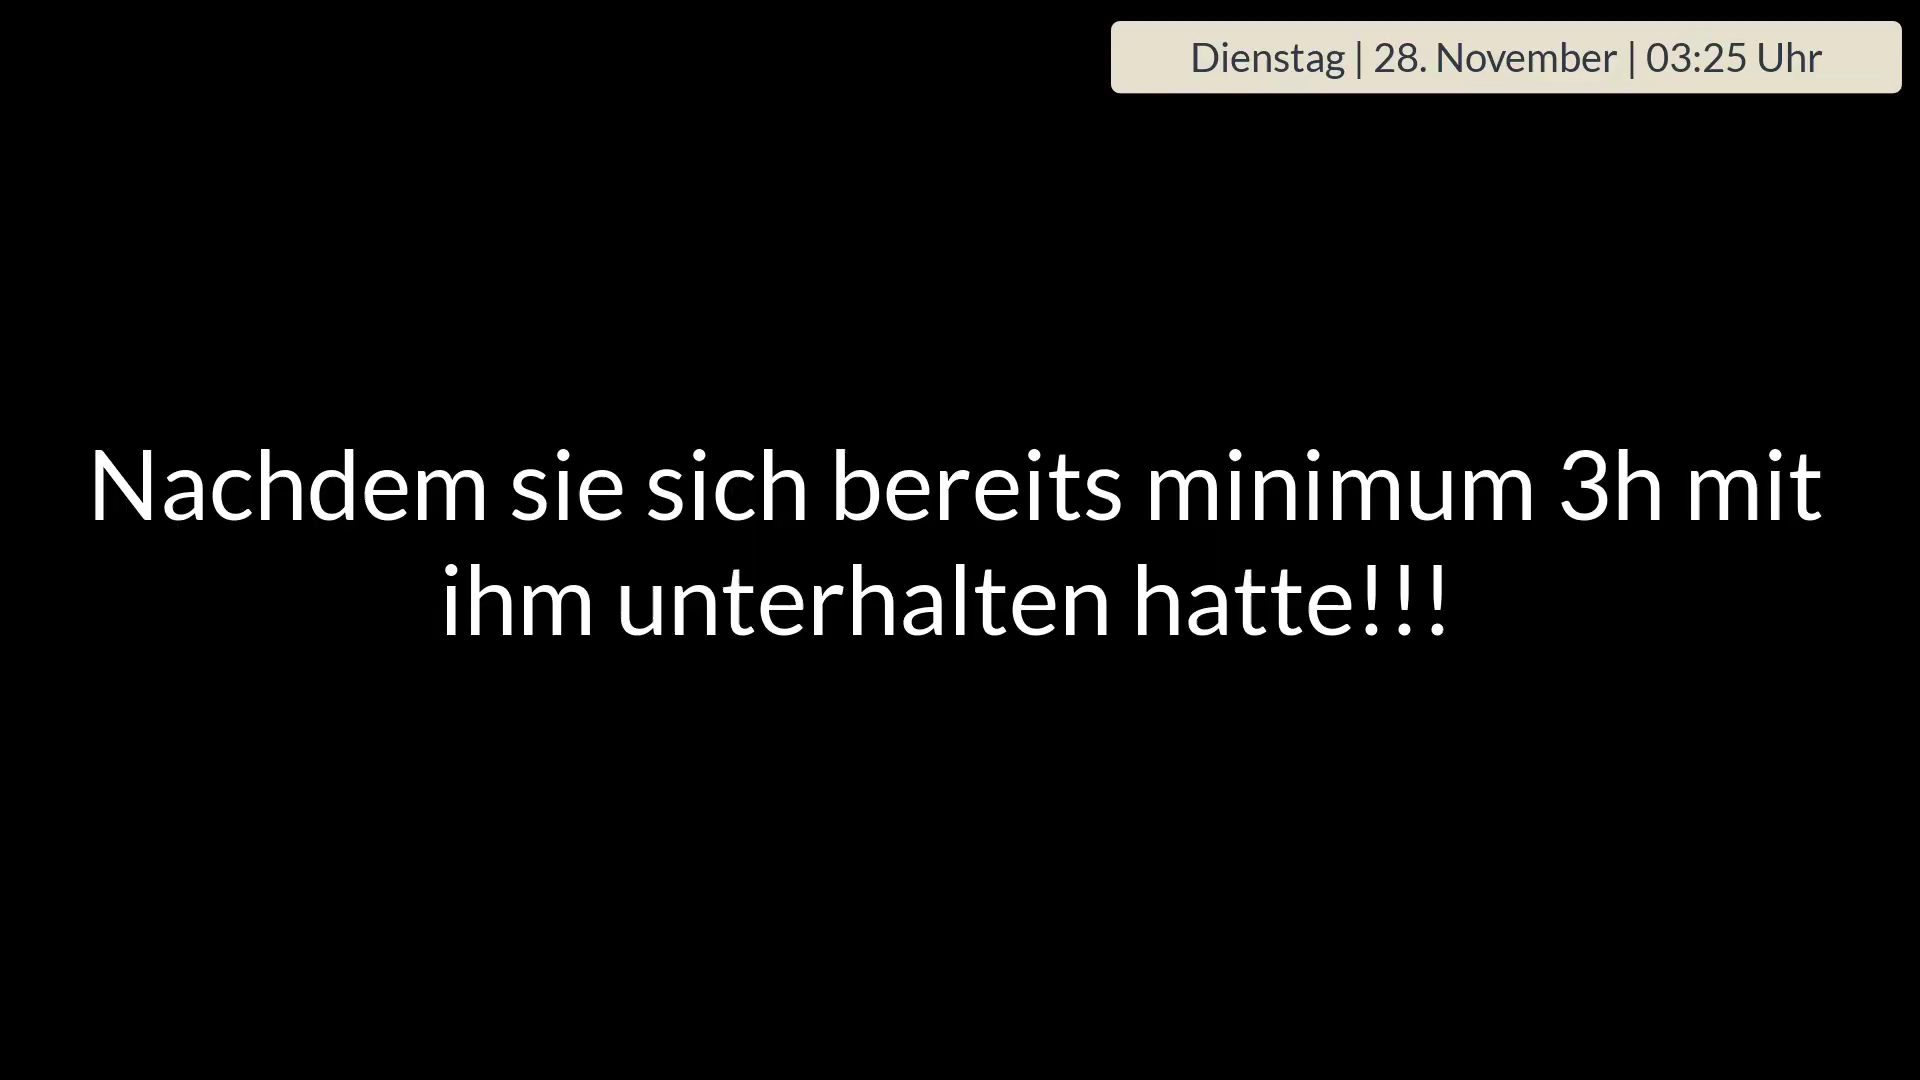 Dienstag | 28. November | 03:25 Uhr
Nachdem sie sich bereits minimum 3h mit
ihm unterhalten hatte!!!